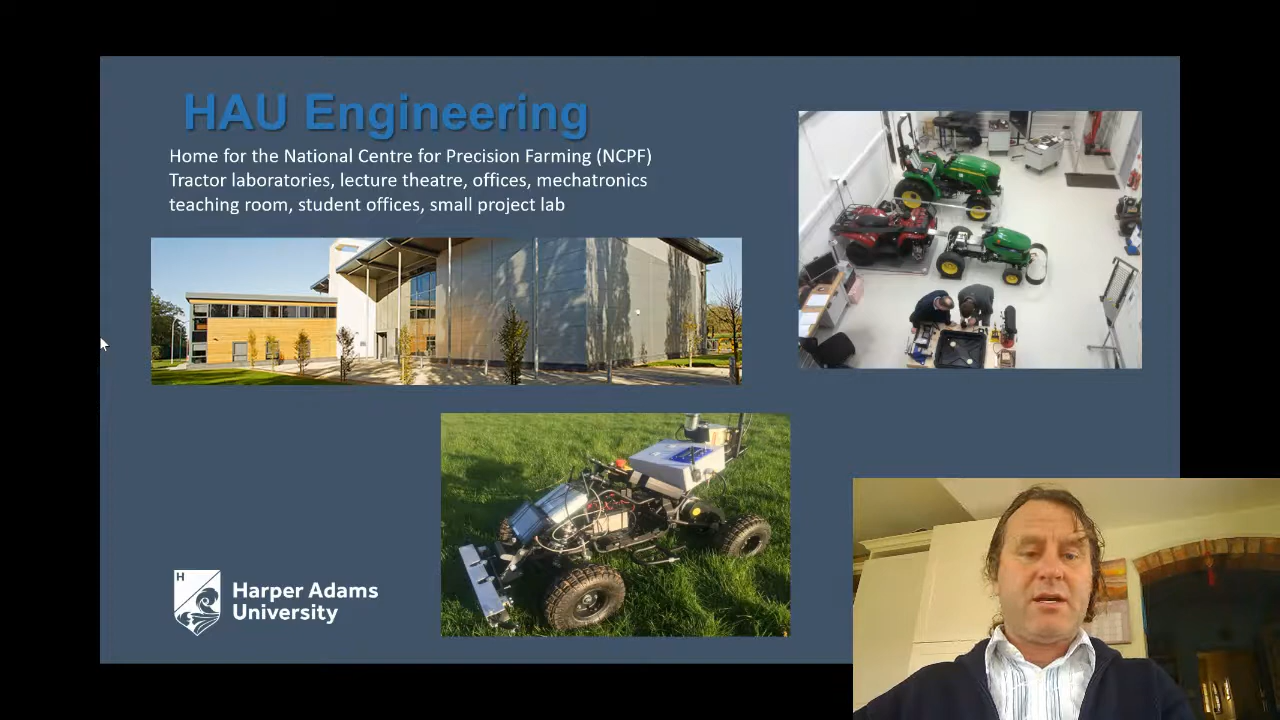 HAU Engineering
Home for the National Centre for Precision Farming (NCPF)
Tractor laboratories, lecture theatre, offices, mechatronics
teaching room, student offices, small project lab
H
Harper Adams
University